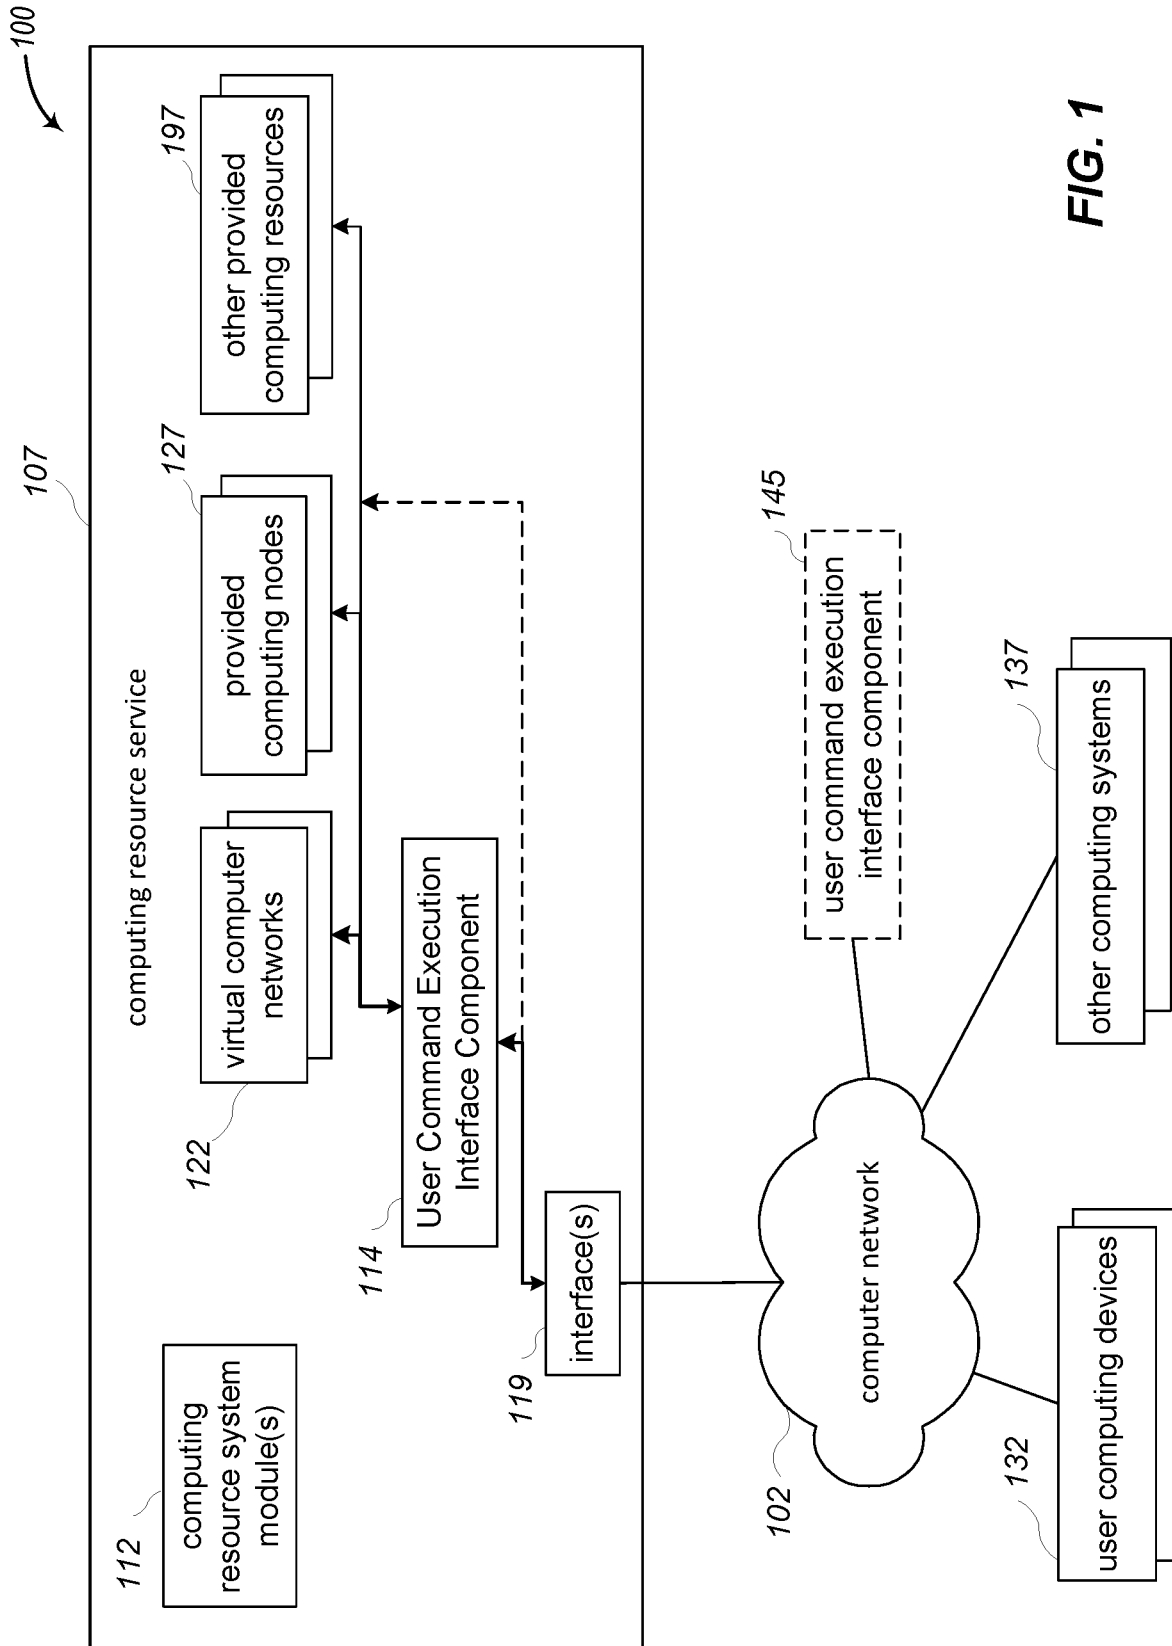 100
107
computing resource service
112
computing
resource system
module(s)
122
virtual computer
networks
127
provided
computing nodes
197
other provided
computing resources
114
User Command Execution
Interface Component
119
interface(s)
102
computer network
145
user command execution
interface component
132
user computing devices
137
other computing systems
FIG. 1